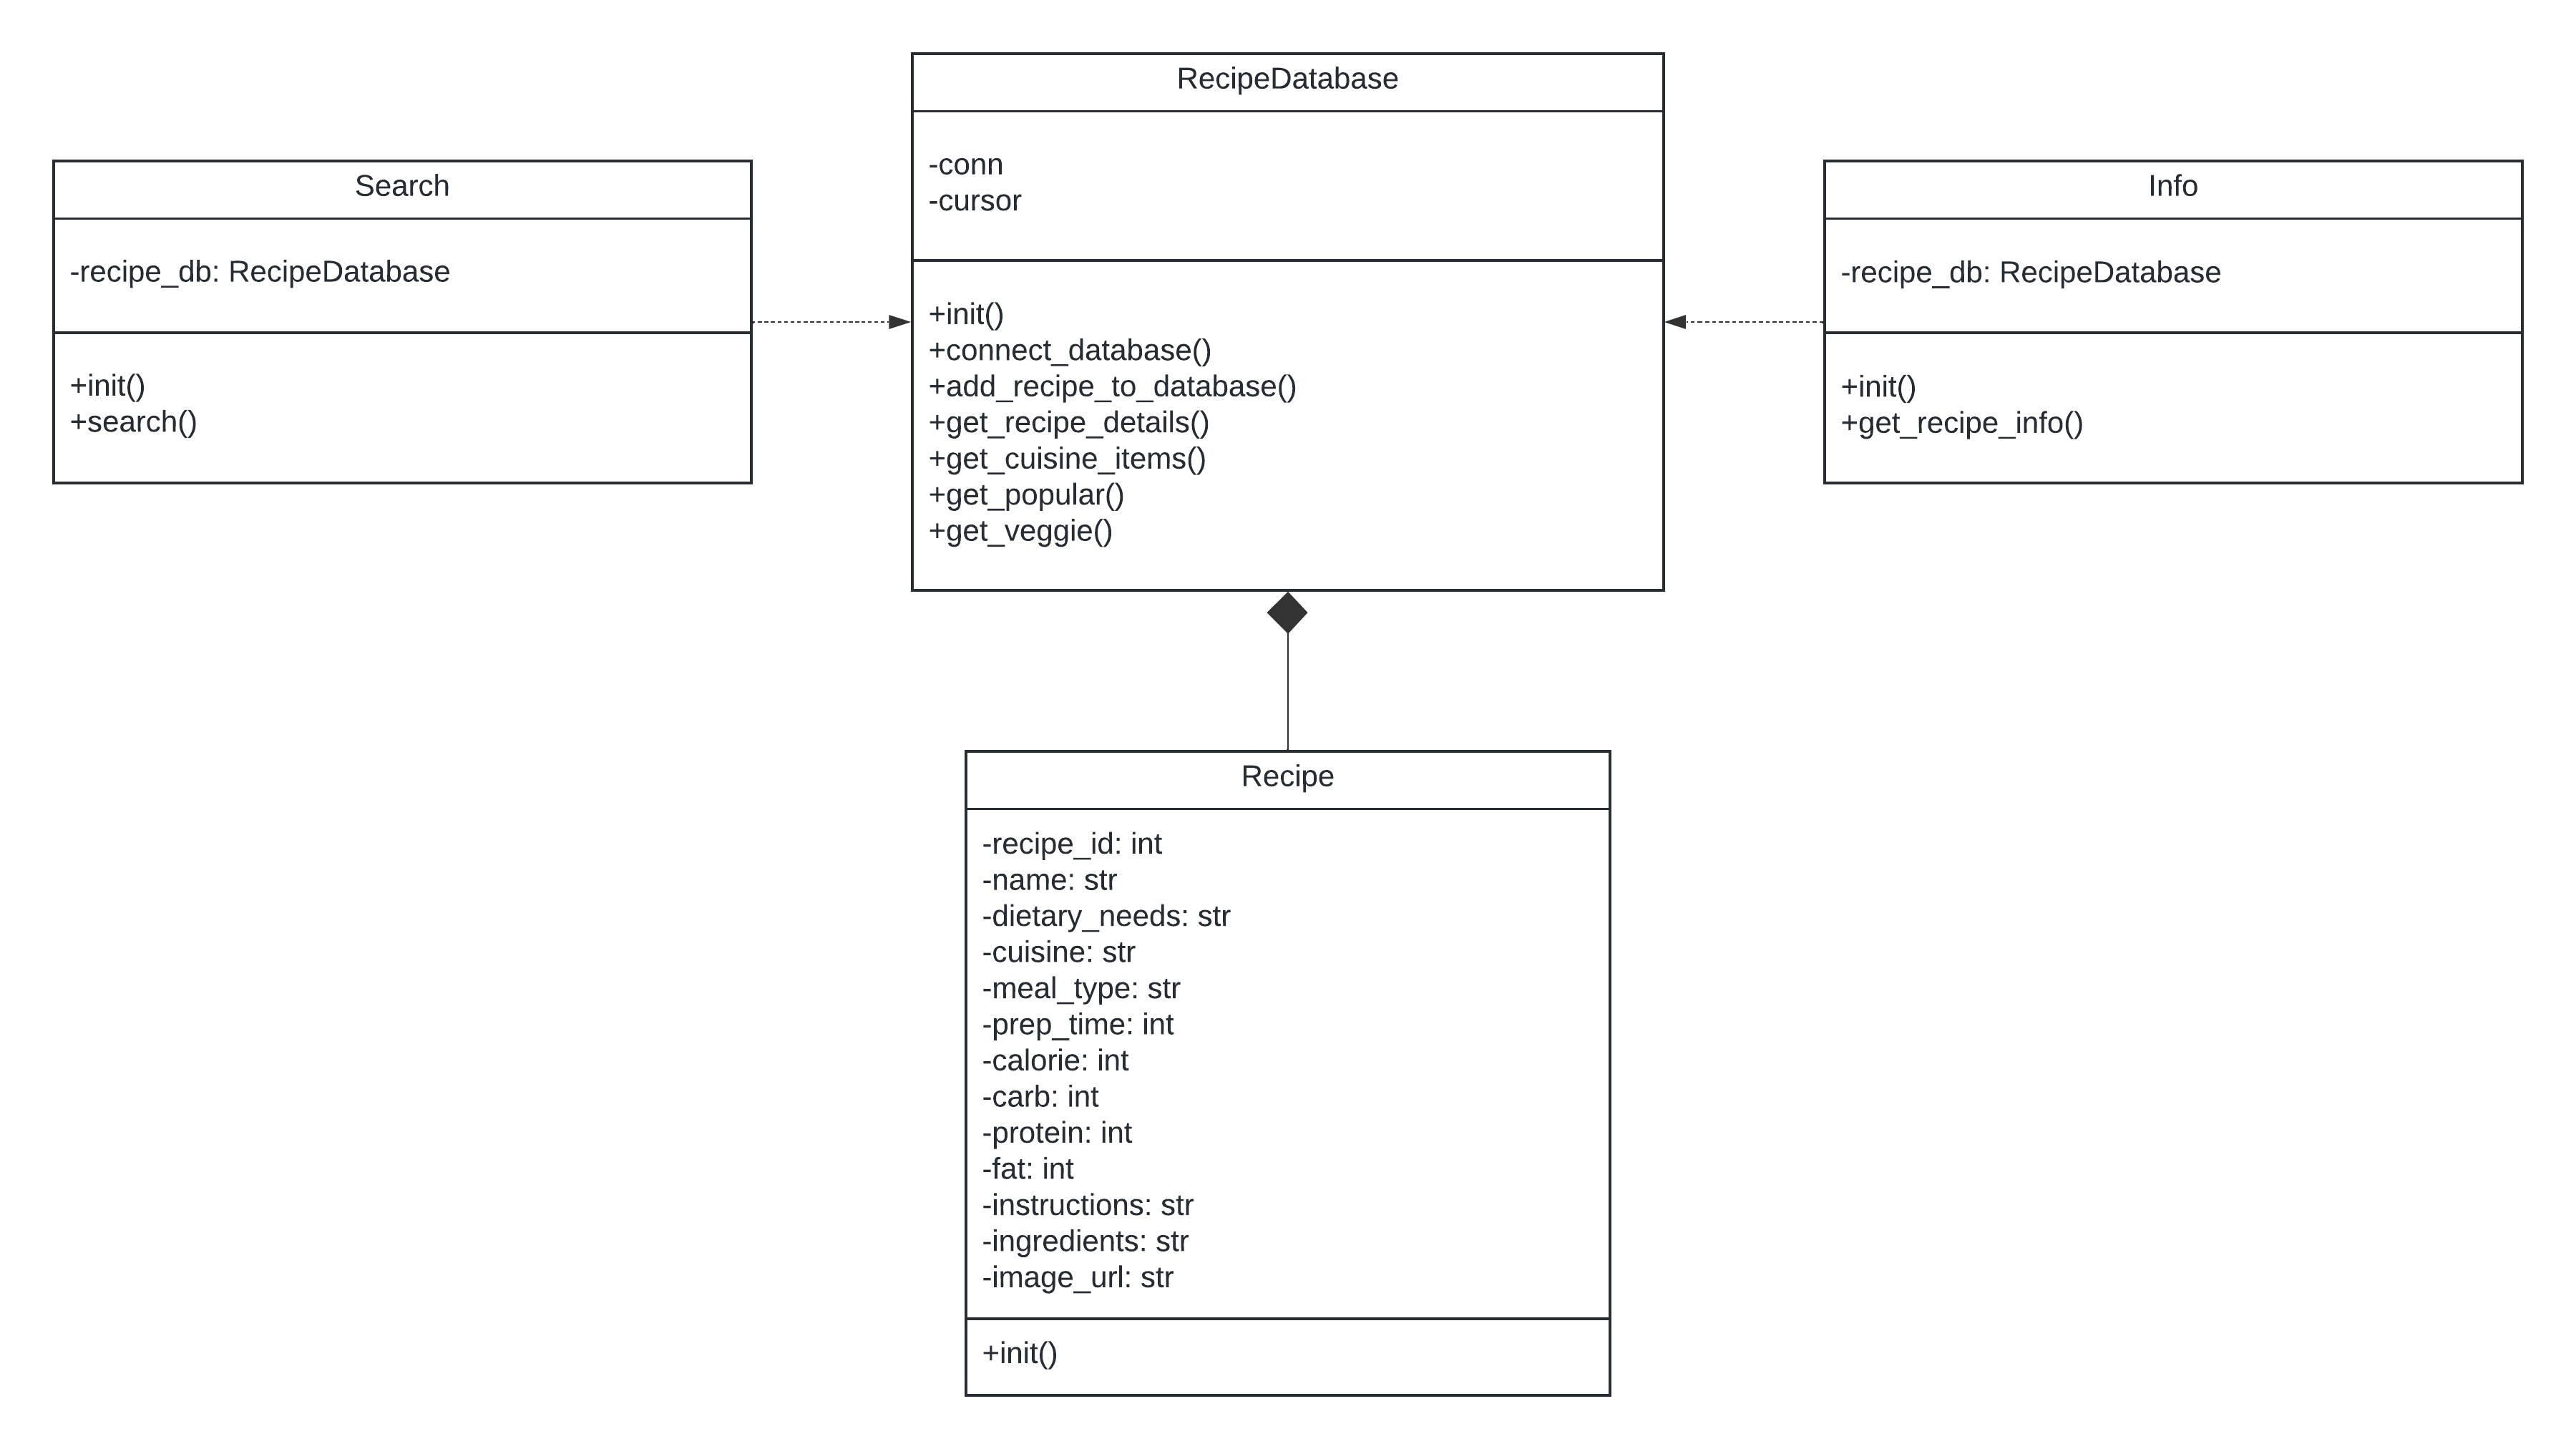 RecipeDatabase
-conn
-cursor
+init()
+connect_database()
+add_recipe_to_database()
+get_recipe_details()
+get_cuisine_items()
+get_popular()
+get_veggie()
Search
-recipe_db: RecipeDatabase
+init()
+search()
Info
-recipe_db: RecipeDatabase
+init()
+get_recipe_info()
Recipe
-recipe_id: int
-name: str
-dietary_needs: str
-cuisine: str
-meal_type: str
-prep_time: int
-calorie: int
-carb: int
-protein: int
-fat: int
-instructions: str
-ingredients: str
-image_url: str
+init()